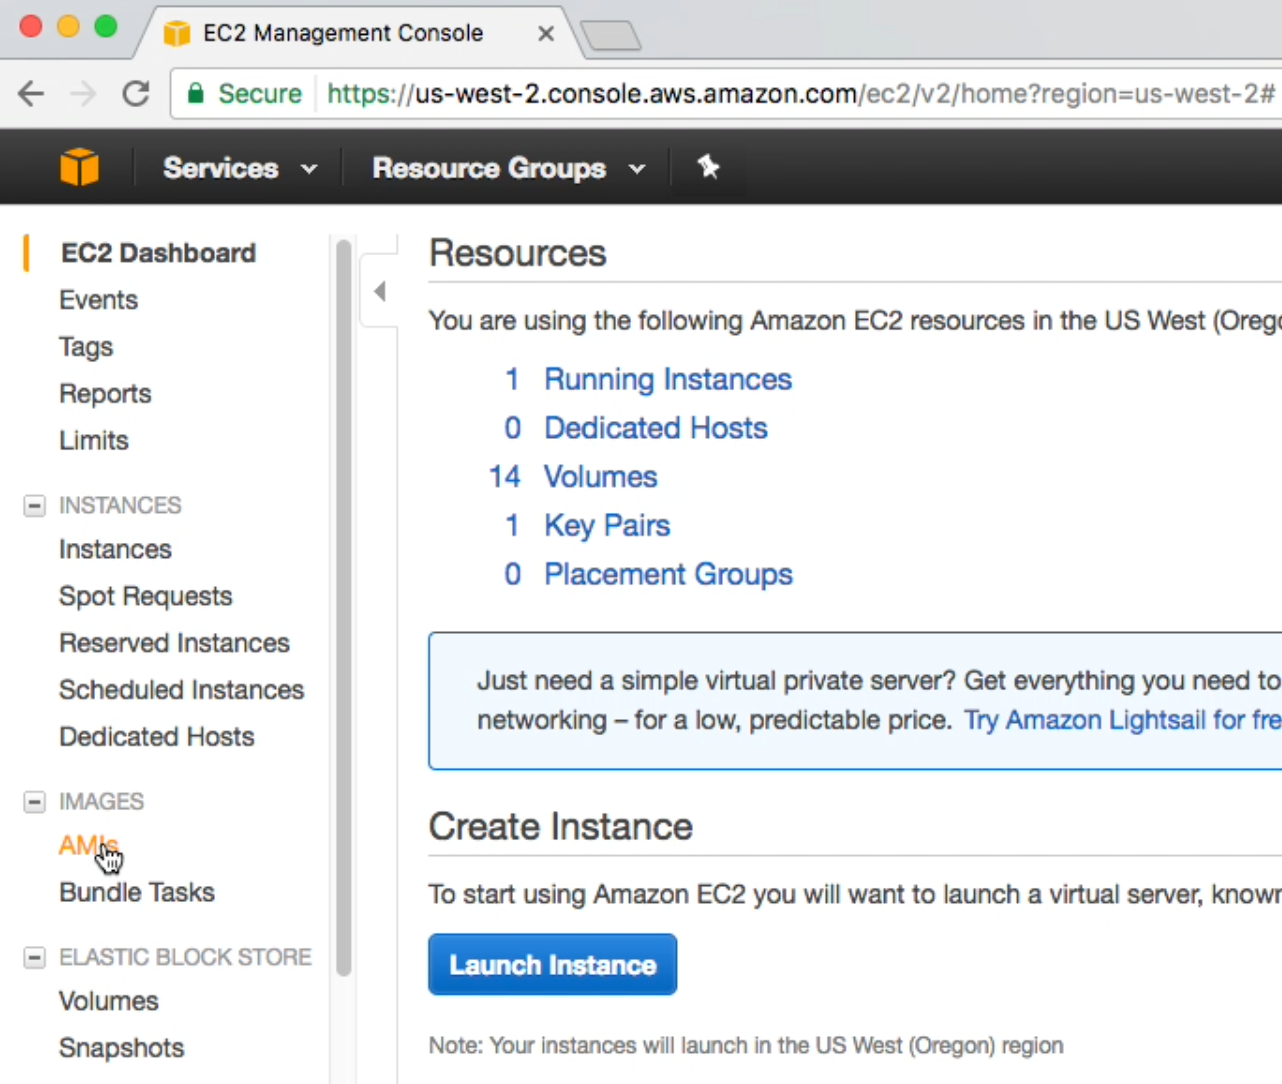 EC2 Management Console
Secure https://us-west-2.console.aws.amazon.com/ec2/v2/home?region=us-west-2#
Services Resource Groups
EC2 Dashboard
Events
Tags
Reports
Limits
INSTANCES
Instances
Spot Requests
Reserved Instances
Scheduled Instances
Dedicated Hosts
IMAGES
AMIs
Bundle Tasks
ELASTIC BLOCK STORE
Volumes
Snapshots
Resources
You are using the following Amazon EC2 resources in the US West (Orego
1 Running Instances
0 Dedicated Hosts
14 Volumes
1 Key Pairs
0 Placement Groups
Just need a simple virtual private server? Get everything you need to
networking – for a low, predictable price. Try Amazon Lightsail for fre
Create Instance
To start using Amazon EC2 you will want to launch a virtual server, known
Launch Instance
Note: Your instances will launch in the US West (Oregon) region